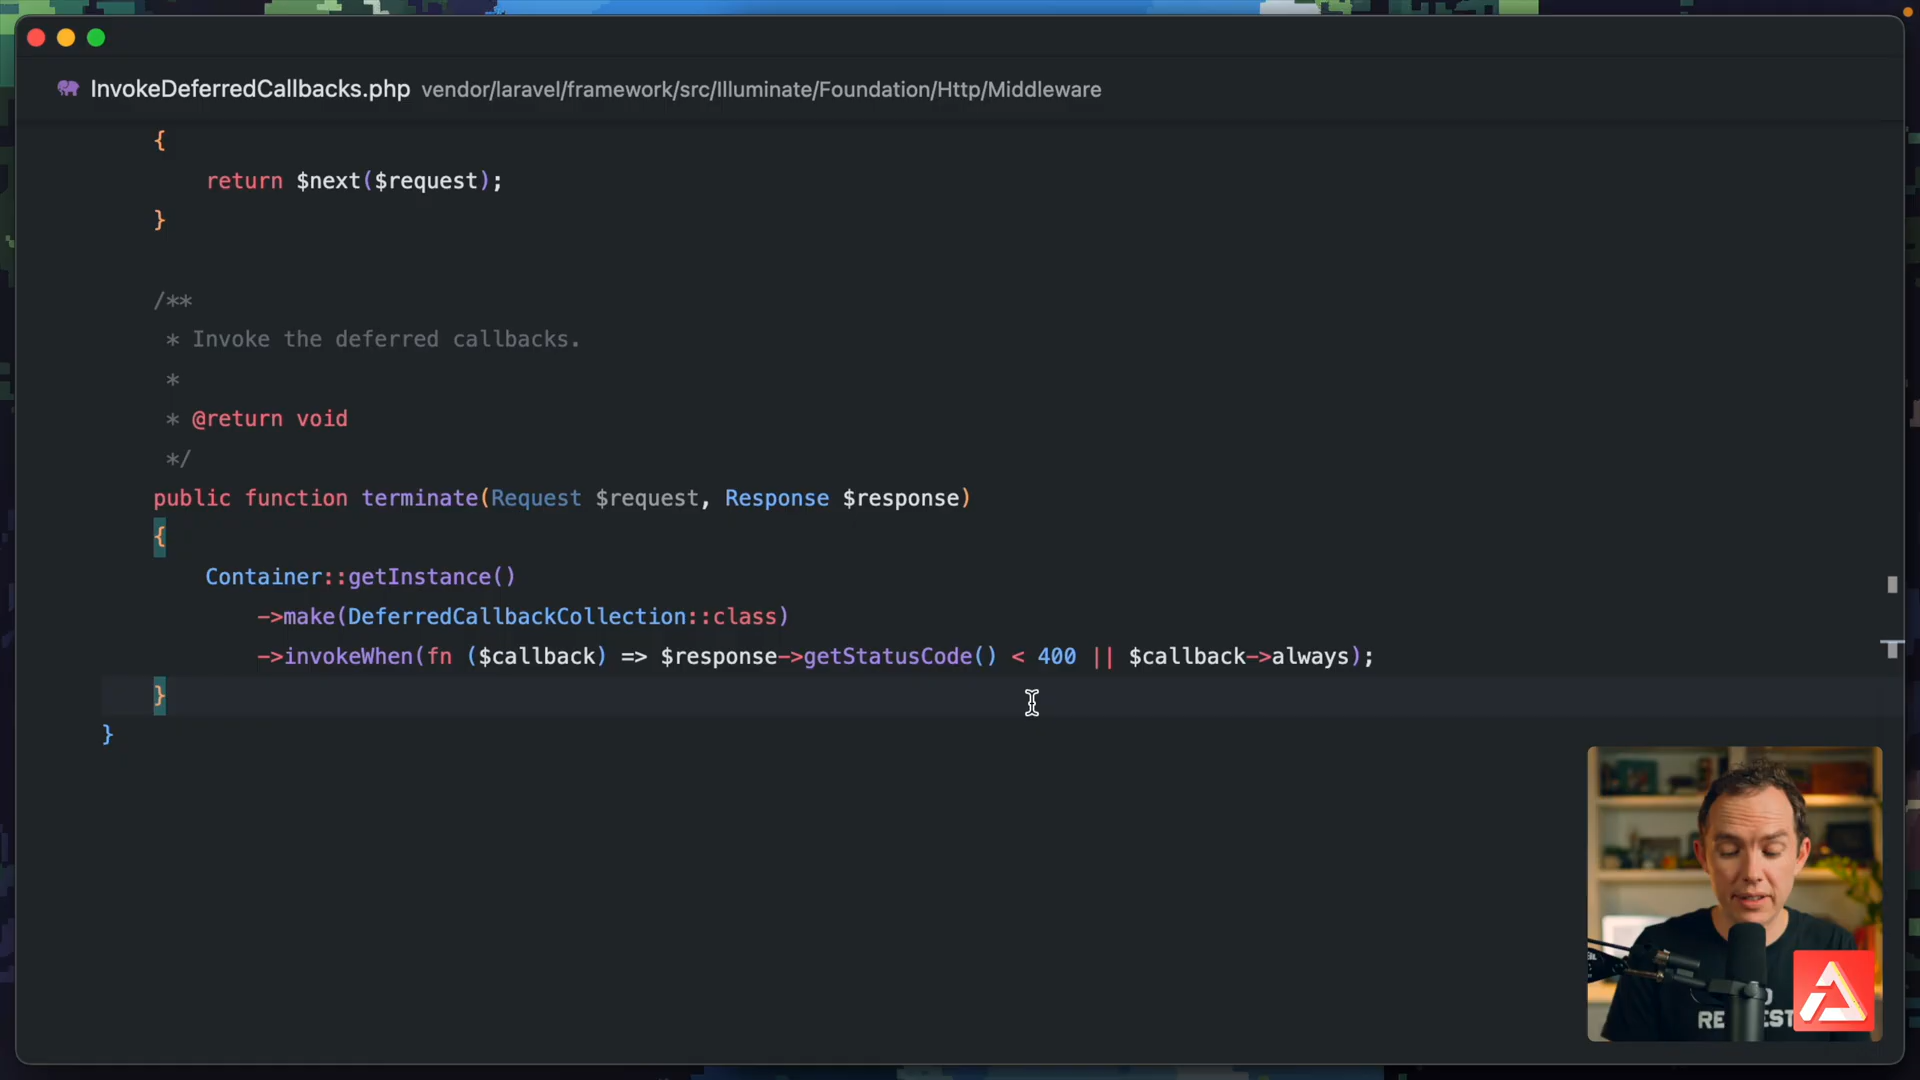 InvokeDeferredCallbacks.php vendor/laravel/framework/src/Illuminate/Foundation/Http/Middleware
{
return $next($request);
}
/**
* Invoke the deferred callbacks.
*
* @return void
*/
public function terminate(Request $request, Response $response)
{
Container::getInstance()
->make(DeferredCallbackCollection::class)
->invokeWhen(fn ($callback) => $response->getStatusCode() < 400 || $callback->always);
}
}